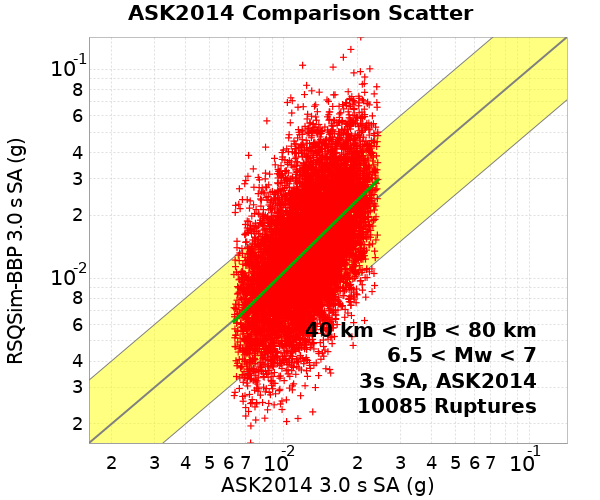 ASK2014 Comparison Scatter
10⁻¹
8
6
4
3
2
10⁻²
8
6
4
3
2
RSQSim-BBP 3.0 s SA (g)
40 km < rJB < 80 km
6.5 < Mw < 7
3s SA, ASK2014
10085 Ruptures
2 3 4 5 6 7 10⁻² 2 3 4 5 6 7 10⁻¹
ASK2014 3.0 s SA (g)